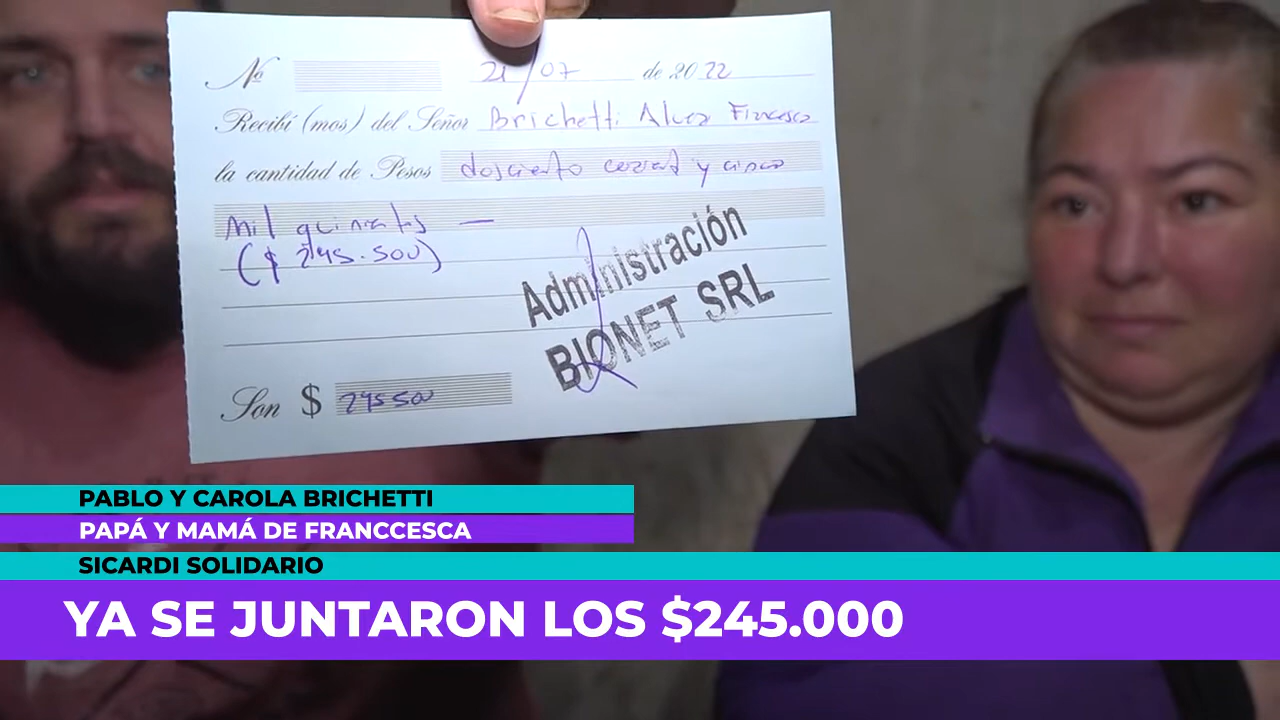 Nº 21/07 de 2022
Recibí (mos) del Señor Brichetti Alvez Francesca
la cantidad de Pesos dosciento y cinco
mil quinientos —
($ 245.500)
Administración
BIONET SRL
Son $ 245500
PABLO Y CAROLA BRICHETTI
PAPÁ Y MAMÁ DE FRANCCESCA
SICARDI SOLIDARIO
YA SE JUNTARON LOS $245.000